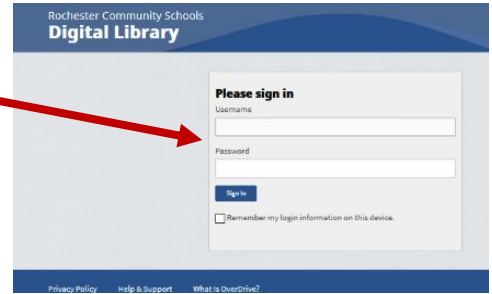 Rochester Community Schools
Digital Library
Please sign in
Username
Password
Sign In
Remember my login information on this device.
Privacy Policy Help & Support What is OverDrive?